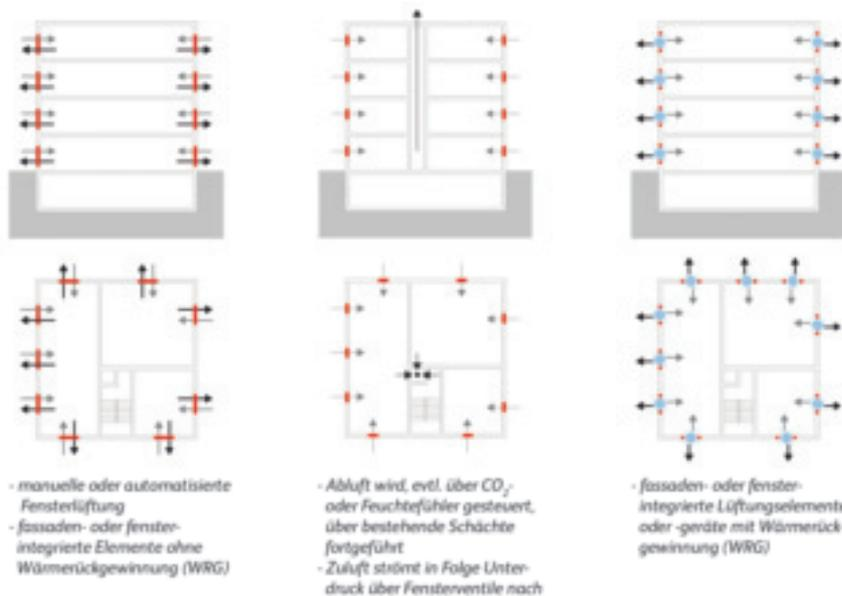 - manuelle oder automatisierte
Fensterlüftung
- fassaden- oder fenster-
integrierte Elemente ohne
Wärmerückgewinnung (WRG)
- Abluft wird, evtl. über CO₂-
oder Feuchtefühler gesteuert,
über bestehende Schächte
fortgeführt
- Zuluft strömt in Folge Unter-
druck über Fensterventile nach
- fassaden- oder fenster-
integrierte Lüftungselemente
oder -geräte mit Wärmerück
gewinnung (WRG)